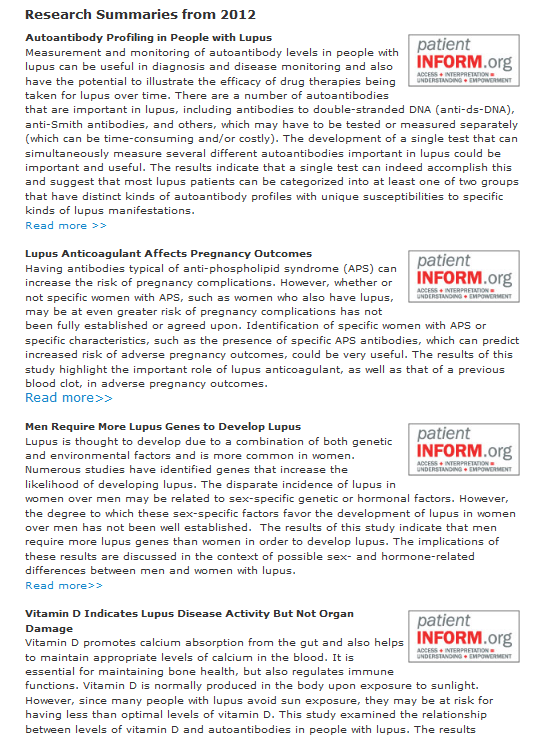 Research Summaries from 2012
Autoantibody Profiling in People with Lupus
patient
INFORM.org
ACCESS + INTERPRETATION =
UNDERSTANDING + EMPOWERMENT
Measurement and monitoring of autoantibody levels in people with
lupus can be useful in diagnosis and disease monitoring and also
have the potential to illustrate the efficacy of drug therapies being
taken for lupus over time. There are a number of autoantibodies
that are important in lupus, including antibodies to double-stranded DNA (anti-ds-DNA),
anti-Smith antibodies, and others, which may have to be tested or measured separately
(which can be time-consuming and/or costly). The development of a single test that can
simultaneously measure several different autoantibodies important in lupus could be
important and useful. The results indicate that a single test can indeed accomplish this
and suggest that most lupus patients can be categorized into at least one of two groups
that have distinct kinds of autoantibody profiles with unique susceptibilities to specific
kinds of lupus manifestations.
Read more >>
Lupus Anticoagulant Affects Pregnancy Outcomes
patient
INFORM.org
ACCESS + INTERPRETATION =
UNDERSTANDING + EMPOWERMENT
Having antibodies typical of anti-phospholipid syndrome (APS) can
increase the risk of pregnancy complications. However, whether or
not specific women with APS, such as women who also have lupus,
may be at even greater risk of pregnancy complications has not
been fully established or agreed upon. Identification of specific women with APS or
specific characteristics, such as the presence of specific APS antibodies, which can predict
increased risk of adverse pregnancy outcomes, could be very useful. The results of this
study highlight the important role of lupus anticoagulant, as well as that of a previous
blood clot, in adverse pregnancy outcomes.
Read more>>
Men Require More Lupus Genes to Develop Lupus
patient
INFORM.org
ACCESS + INTERPRETATION =
UNDERSTANDING + EMPOWERMENT
Lupus is thought to develop due to a combination of both genetic
and environmental factors and is more common in women.
Numerous studies have identified genes that increase the
likelihood of developing lupus. The disparate incidence of lupus in
women over men may be related to sex-specific genetic or hormonal factors. However,
the degree to which these sex-specific factors favor the development of lupus in women
over men has not been well established.  The results of this study indicate that men
require more lupus genes than women in order to develop lupus. The implications of
these results are discussed in the context of possible sex- and hormone-related
differences between men and women with lupus.
Read more>>
Vitamin D Indicates Lupus Disease Activity But Not Organ
Damage
patient
INFORM.org
ACCESS + INTERPRETATION =
UNDERSTANDING + EMPOWERMENT
Vitamin D promotes calcium absorption from the gut and also helps
to maintain appropriate levels of calcium in the blood. It is
essential for maintaining bone health, but also regulates immune
functions. Vitamin D is normally produced in the body upon exposure to sunlight.
However, since many people with lupus avoid sun exposure, they may be at risk for
having less than optimal levels of vitamin D. This study examined the relationship
between levels of vitamin D and autoantibodies in people with lupus. The results